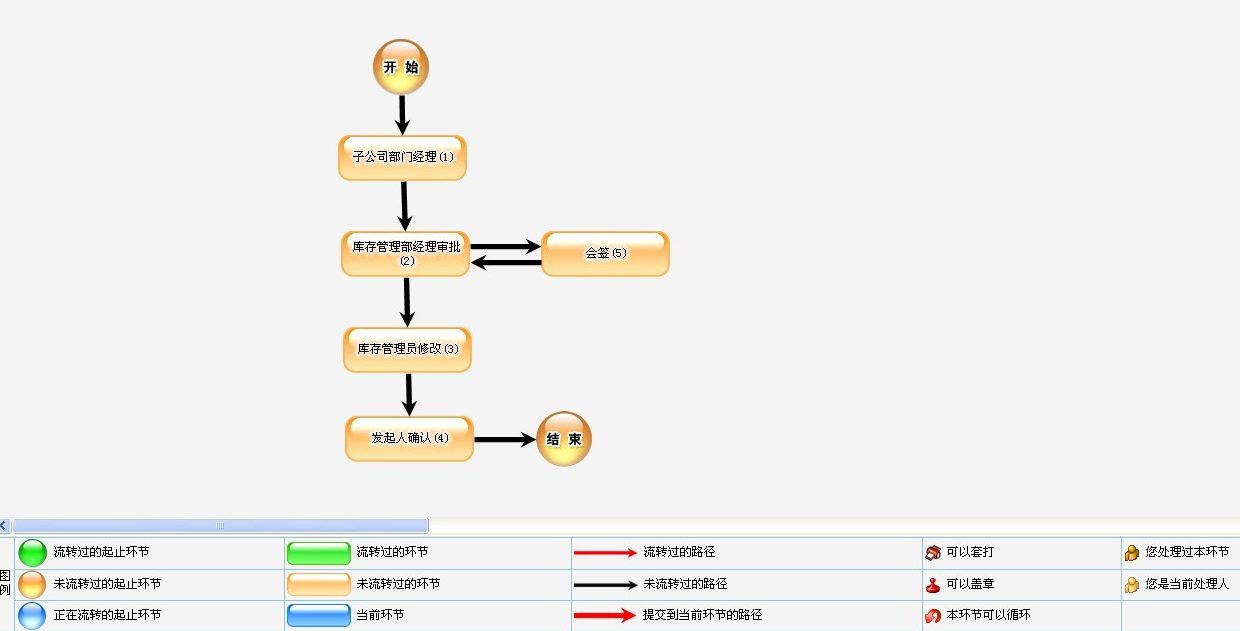 开 始
子公司部门经理(1)
库存管理部经理审批
(2)
会签(5)
库存管理员修改(3)
发起人确认(4)
结 束
图
例
流转过的起止环节
流转过的环节
流转过的路径
可以套打
您处理过本环节
未流转过的起止环节
未流转过的环节
未流转过的路径
可以盖章
您是当前处理人
正在流转的起止环节
当前环节
提交到当前环节的路径
本环节可以循环